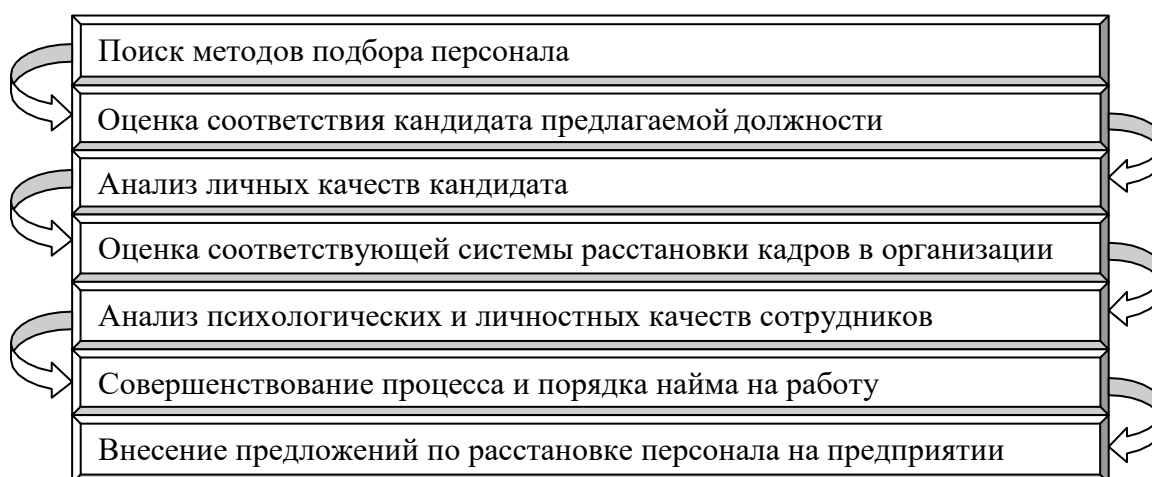 Поиск методов подбора персонала
Оценка соответствия кандидата предлагаемой должности
Анализ личных качеств кандидата
Оценка соответствующей системы расстановки кадров в организации
Анализ психологических и личностных качеств сотрудников
Совершенствование процесса и порядка найма на работу
Внесение предложений по расстановке персонала на предприятии